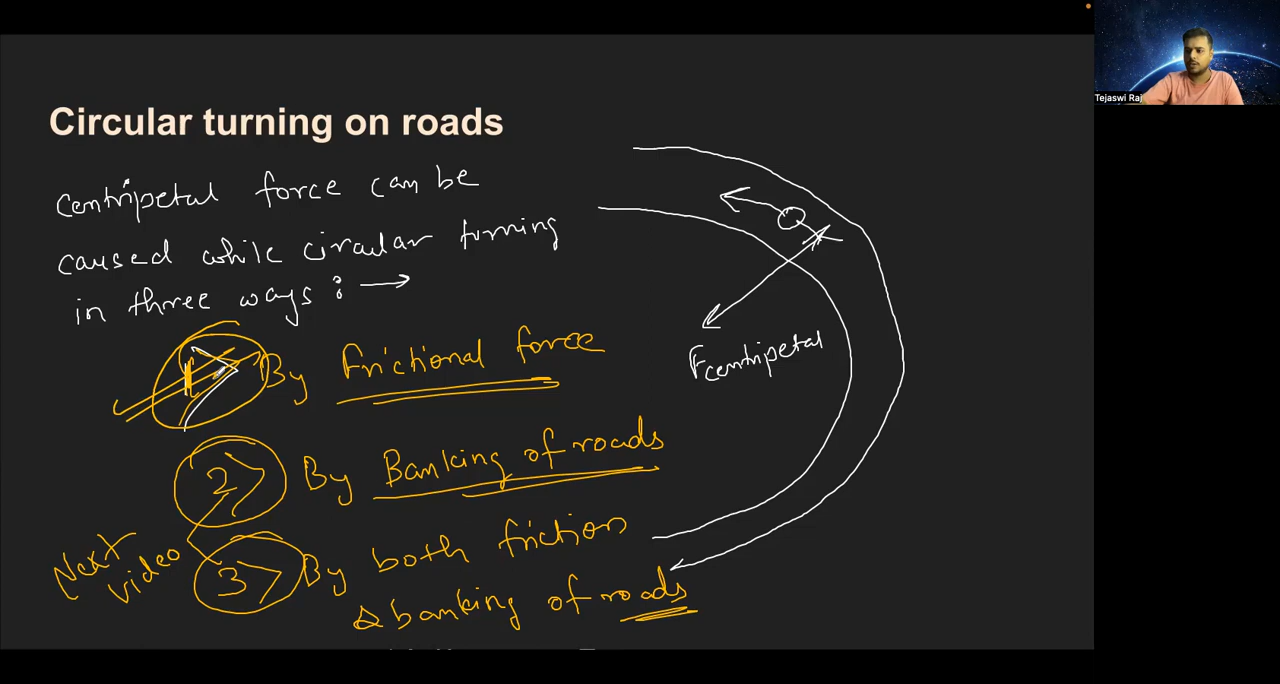 Circular turning on roads
centripetal force can be
caused while circular turning
in three ways : →
1> By Frictional force
2> By Banking of roads
3> By both friction
& banking of roads
Next
video
Fcentripetal
Tejaswi Raj